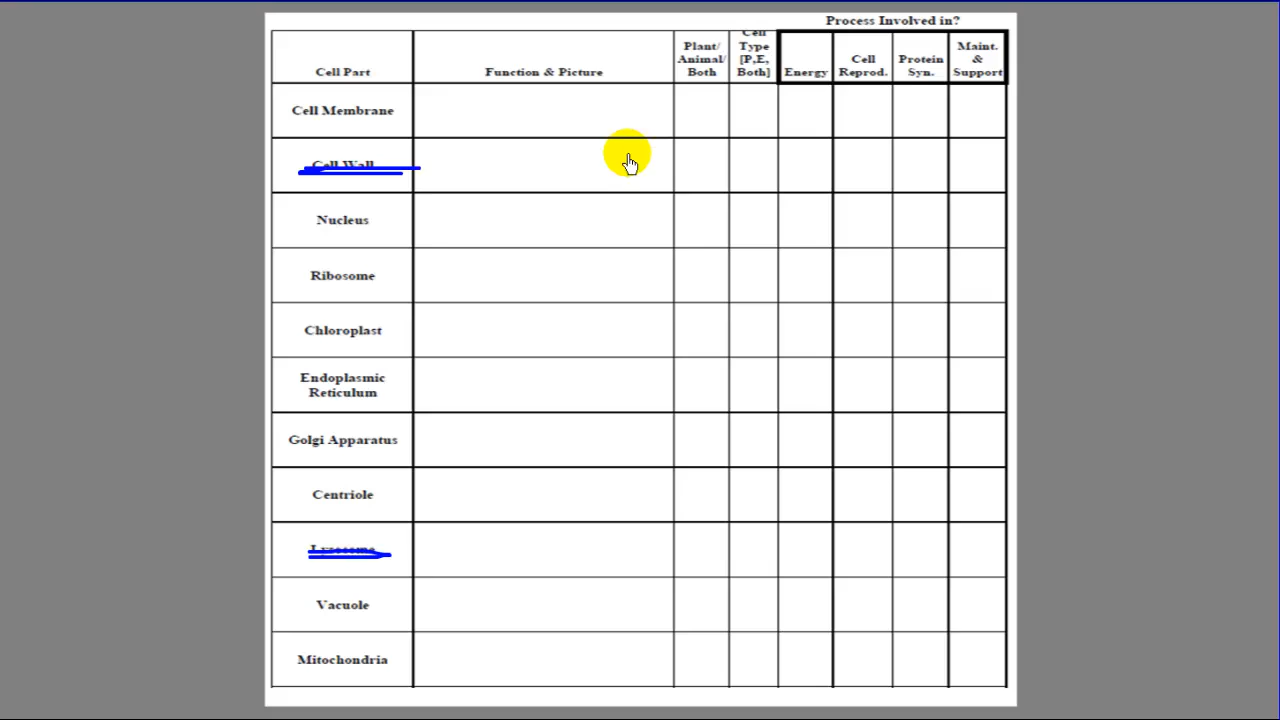 Process Involved in?
Cell Part
Function & Picture
Plant/
Animal/
Both
Cell
Type
[P,E,
Both]
Energy
Cell
Reprod.
Protein
Syn.
Maint.
&
Support
Cell Membrane
Cell Wall
Nucleus
Ribosome
Chloroplast
Endoplasmic
Reticulum
Golgi Apparatus
Centriole
Lysosome
Vacuole
Mitochondria